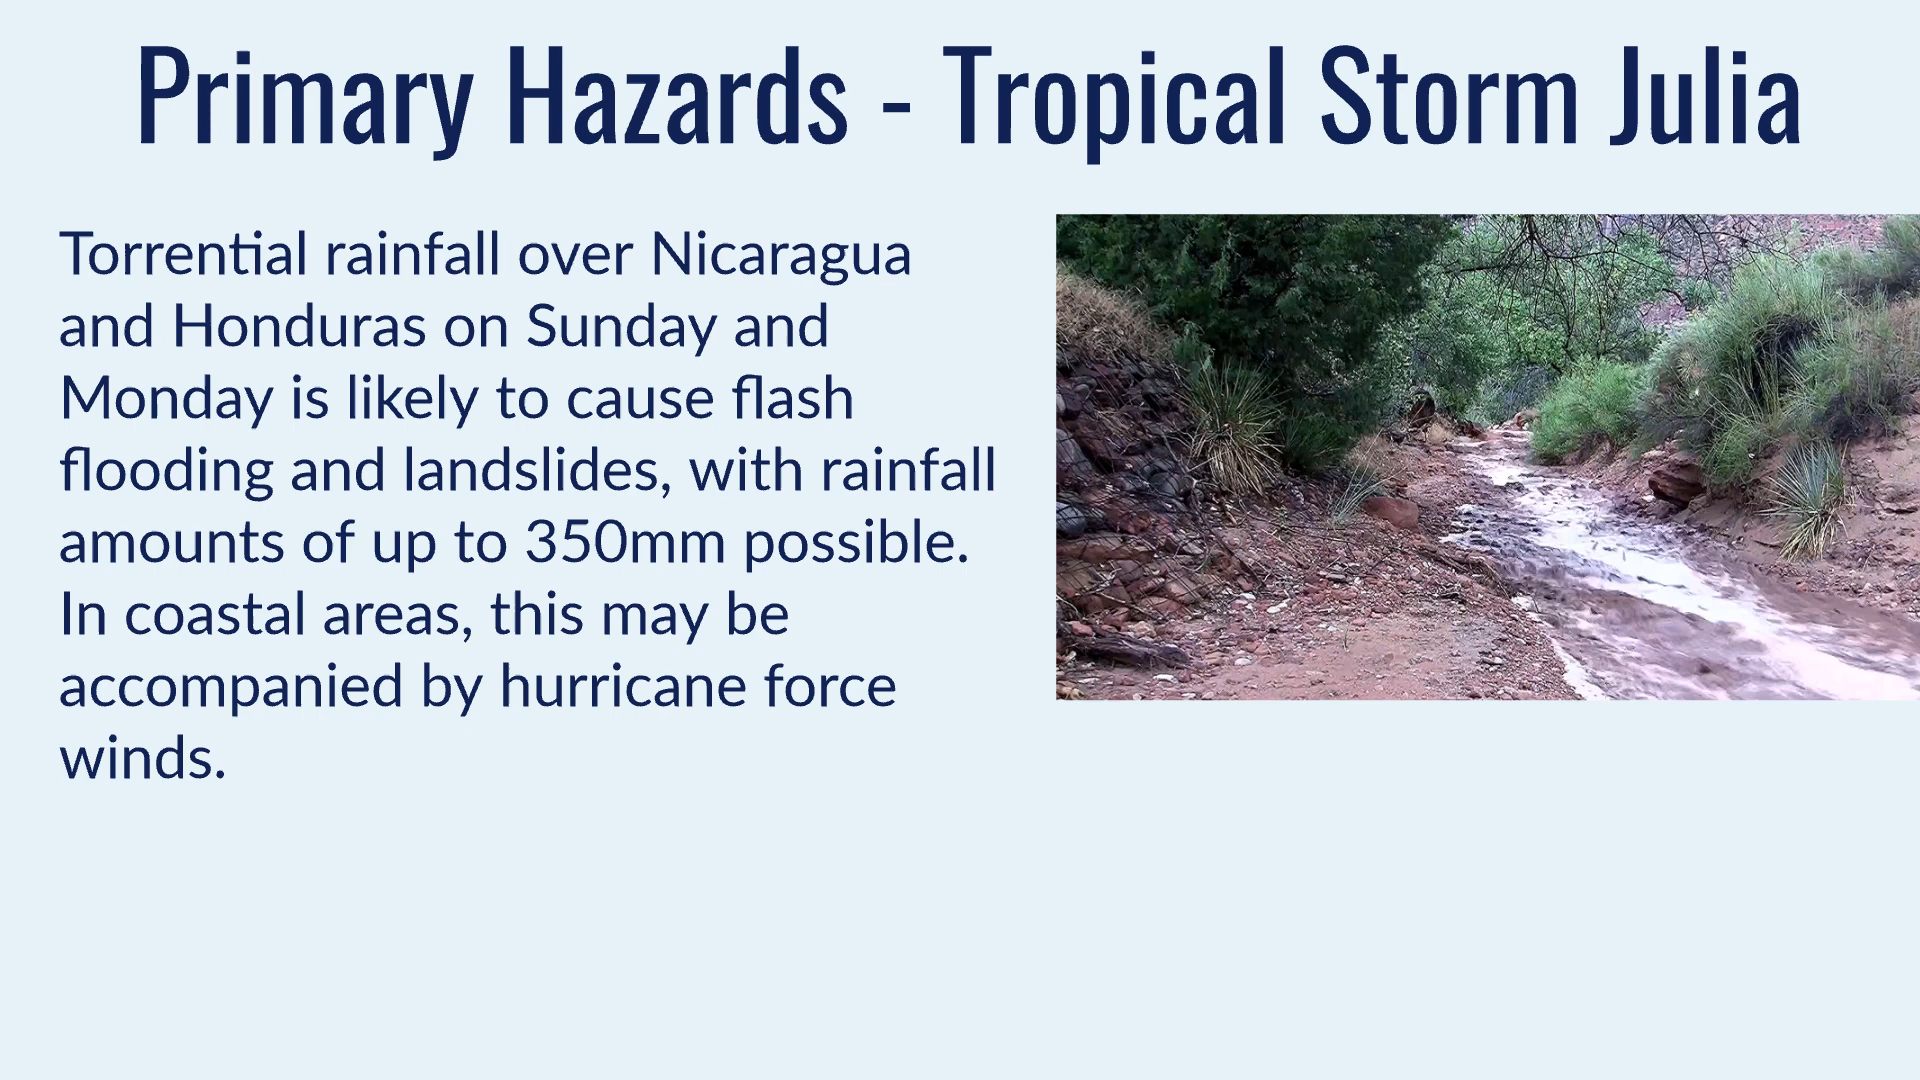 Primary Hazards - Tropical Storm Julia
Torrential rainfall over Nicaragua
and Honduras on Sunday and
Monday is likely to cause flash
flooding and landslides, with rainfall
amounts of up to 350mm possible.
In coastal areas, this may be
accompanied by hurricane force
winds.